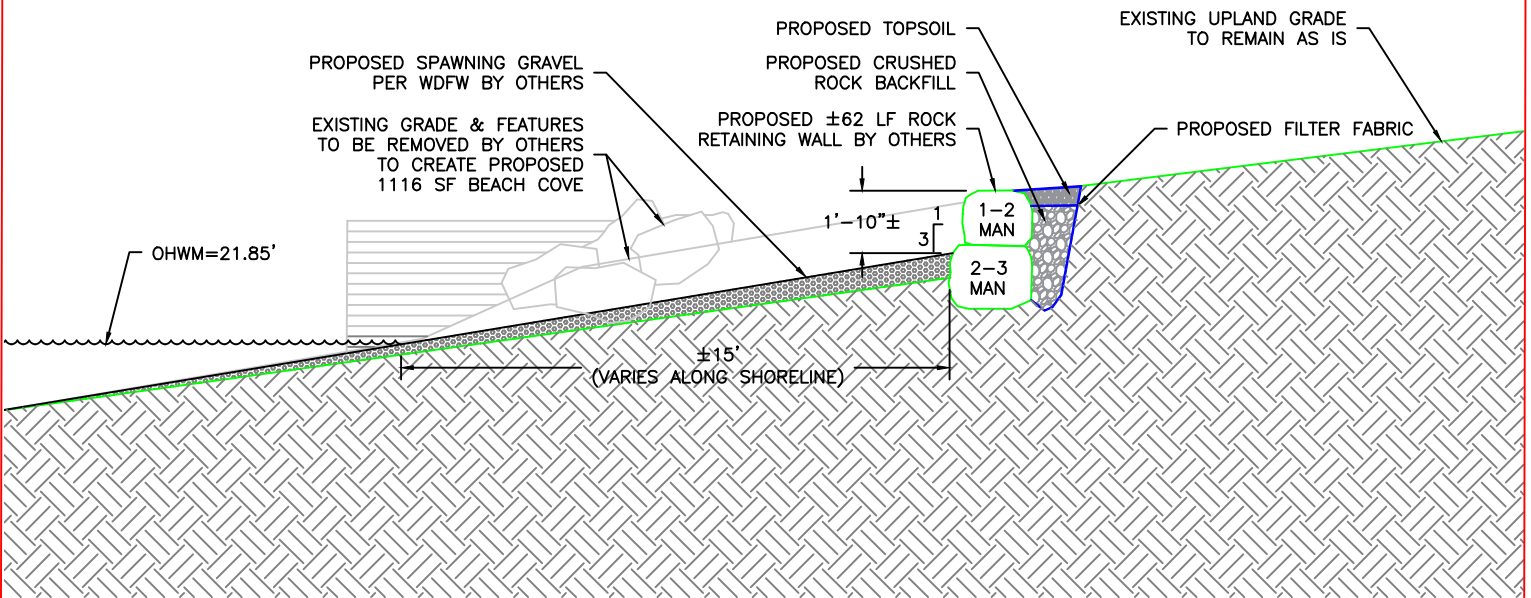 PROPOSED TOPSOIL
EXISTING UPLAND GRADE
TO REMAIN AS IS
PROPOSED SPAWNING GRAVEL
PER WDFW BY OTHERS
PROPOSED CRUSHED
ROCK BACKFILL
EXISTING GRADE & FEATURES
TO BE REMOVED BY OTHERS
TO CREATE PROPOSED
1116 SF BEACH COVE
PROPOSED ±62 LF ROCK
RETAINING WALL BY OTHERS
PROPOSED FILTER FABRIC
1'-10"±
1
3
1-2
MAN
2-3
MAN
OHWM=21.85'
±15'
(VARIES ALONG SHORELINE)